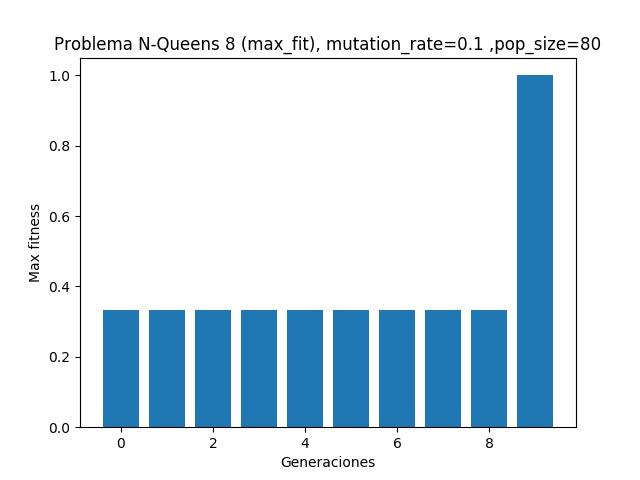 Problema N-Queens 8 (max_fit), mutation_rate=0.1 ,pop_size=80
1.0
0.8
0.6
0.4
0.2
0.0
Max fitness
0 2 4 6 8
Generaciones